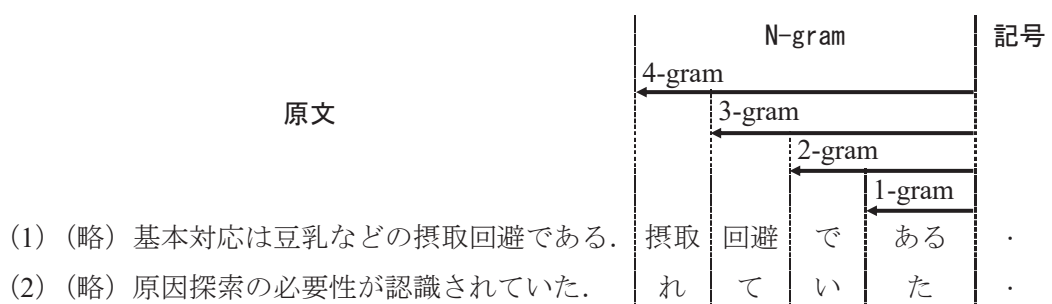 N-gram 記号
4-gram
原文 3-gram
2-gram
1-gram
(1)(略)基本対応は豆乳などの摂取回避である. 摂取 回避 で ある .
(2)(略)原因探索の必要性が認識されていた. れ て い た .